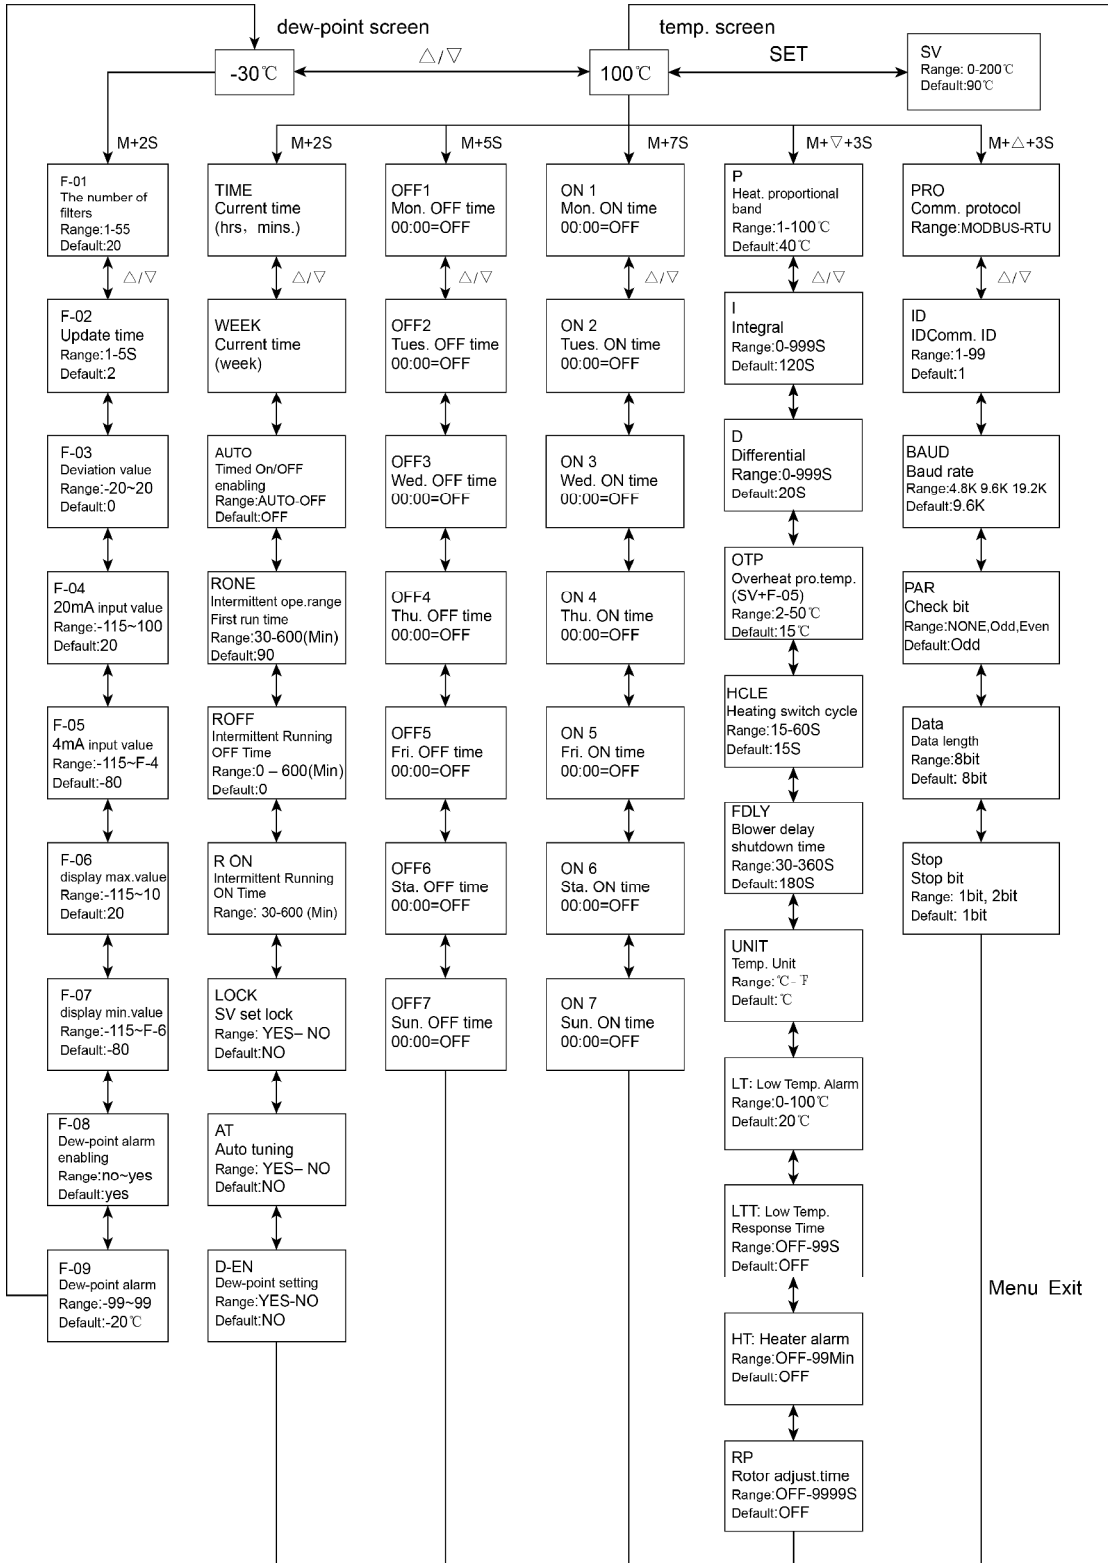 dew-point screen
temp. screen
-30℃
△/▽
100℃
SET
SV
Range: 0-200℃
Default:90℃
M+2S
M+2S
M+5S
M+7S
M+▽+3S
M+△+3S
F-01
The number of
filters
Range:1-55
Default:20
△/▽
F-02
Update time
Range:1-5S
Default:2
F-03
Deviation value
Range:-20~20
Default:0
F-04
20mA input value
Range:-115~100
Default:20
F-05
4mA input value
Range:-115~F-4
Default:-80
F-06
display max.value
Range:-115~10
Default:20
F-07
display min.value
Range:-115~F-6
Default:-80
F-08
Dew-point alarm
enabling
Range:no~yes
Default:yes
F-09
Dew-point alarm
Range:-99~99
Default:-20℃
TIME
Current time
(hrs, mins.)
△/▽
WEEK
Current time
(week)
AUTO
Timed On/OFF
enabling
Range:AUTO-OFF
Default:OFF
RONE
Intermittent ope.range
First run time
Range:30-600(Min)
Default:90
ROFF
Intermittent Running
OFF Time
Range:0 – 600(Min)
Default:0
R ON
Intermittent Running
ON Time
Range: 30-600 (Min)
LOCK
SV set lock
Range: YES– NO
Default:NO
AT
Auto tuning
Range: YES– NO
Default:NO
D-EN
Dew-point setting
Range:YES-NO
Default:NO
OFF1
Mon. OFF time
00:00=OFF
△/▽
OFF2
Tues. OFF time
00:00=OFF
OFF3
Wed. OFF time
00:00=OFF
OFF4
Thu. OFF time
00:00=OFF
OFF5
Fri. OFF time
00:00=OFF
OFF6
Sta. OFF time
00:00=OFF
OFF7
Sun. OFF time
00:00=OFF
ON 1
Mon. ON time
00:00=OFF
△/▽
ON 2
Tues. ON time
00:00=OFF
ON 3
Wed. ON time
00:00=OFF
ON 4
Thu. ON time
00:00=OFF
ON 5
Fri. ON time
00:00=OFF
ON 6
Sta. ON time
00:00=OFF
ON 7
Sun. ON time
00:00=OFF
P
Heat. proportional
band
Range:1-100℃
Default:40℃
△/▽
I
Integral
Range:0-999S
Default:120S
D
Differential
Range:0-999S
Default:20S
OTP
Overheat pro.temp.
(SV+F-05)
Range:2-50℃
Default:15℃
HCLE
Heating switch cycle
Range:15-60S
Default:15S
FDLY
Blower delay
shutdown time
Range:30-360S
Default:180S
UNIT
Temp. Unit
Range:℃-℉
Default:℃
LT: Low Temp. Alarm
Range:0-100℃
Default:20℃
LTT: Low Temp.
Response Time
Range:OFF-99S
Default:OFF
HT: Heater alarm
Range:OFF-99Min
Default:OFF
RP
Rotor adjust.time
Range:OFF-9999S
Default:OFF
PRO
Comm. protocol
Range:MODBUS-RTU
△/▽
ID
IDComm. ID
Range:1-99
Default:1
BAUD
Baud rate
Range:4.8K 9.6K 19.2K
Default:9.6K
PAR
Check bit
Range:NONE,Odd,Even
Default:Odd
Data
Data length
Range:8bit
Default: 8bit
Stop
Stop bit
Range: 1bit, 2bit
Default: 1bit
Menu Exit